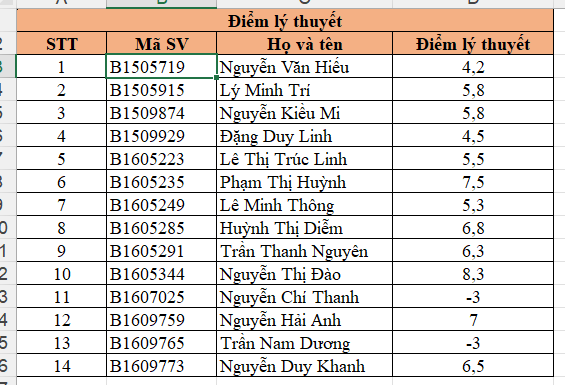 Điểm lý thuyết
STT Mã SV Họ và tên Điểm lý thuyết
1 B1505719 Nguyễn Văn Hiếu 4,2
2 B1505915 Lý Minh Trí 5,8
3 B1509874 Nguyễn Kiều Mi 5,8
4 B1509929 Đặng Duy Linh 4,5
5 B1605223 Lê Thị Trúc Linh 5,5
6 B1605235 Phạm Thị Huỳnh 7,5
7 B1605249 Lê Minh Thông 5,3
8 B1605285 Huỳnh Thị Diễm 6,8
9 B1605291 Trần Thanh Nguyên 6,3
10 B1605344 Nguyễn Thị Đào 8,3
11 B1607025 Nguyễn Chí Thanh -3
12 B1609759 Nguyễn Hải Anh 7
13 B1609765 Trần Nam Dương -3
14 B1609773 Nguyễn Duy Khanh 6,5